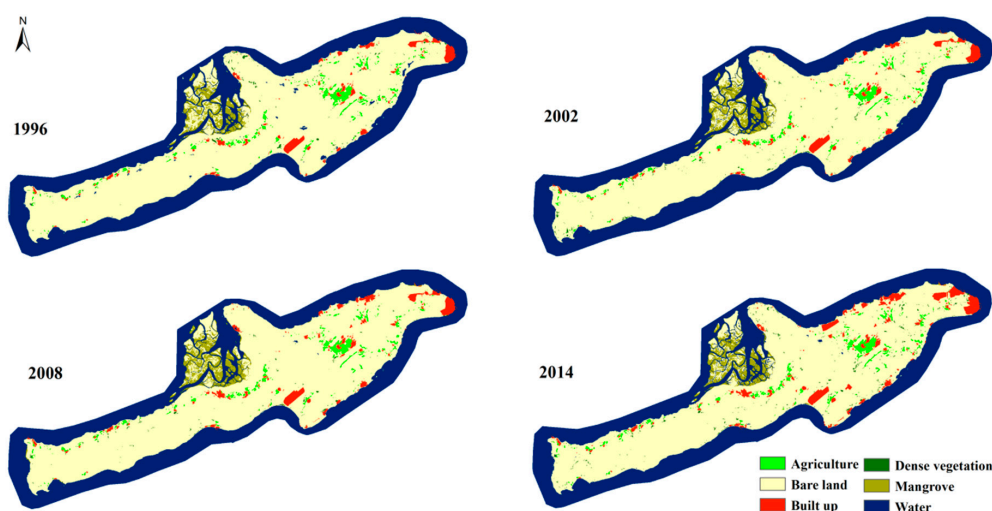 N
1996
2002
2008
2014
Agriculture
Dense vegetation
Bare land
Mangrove
Built up
Water